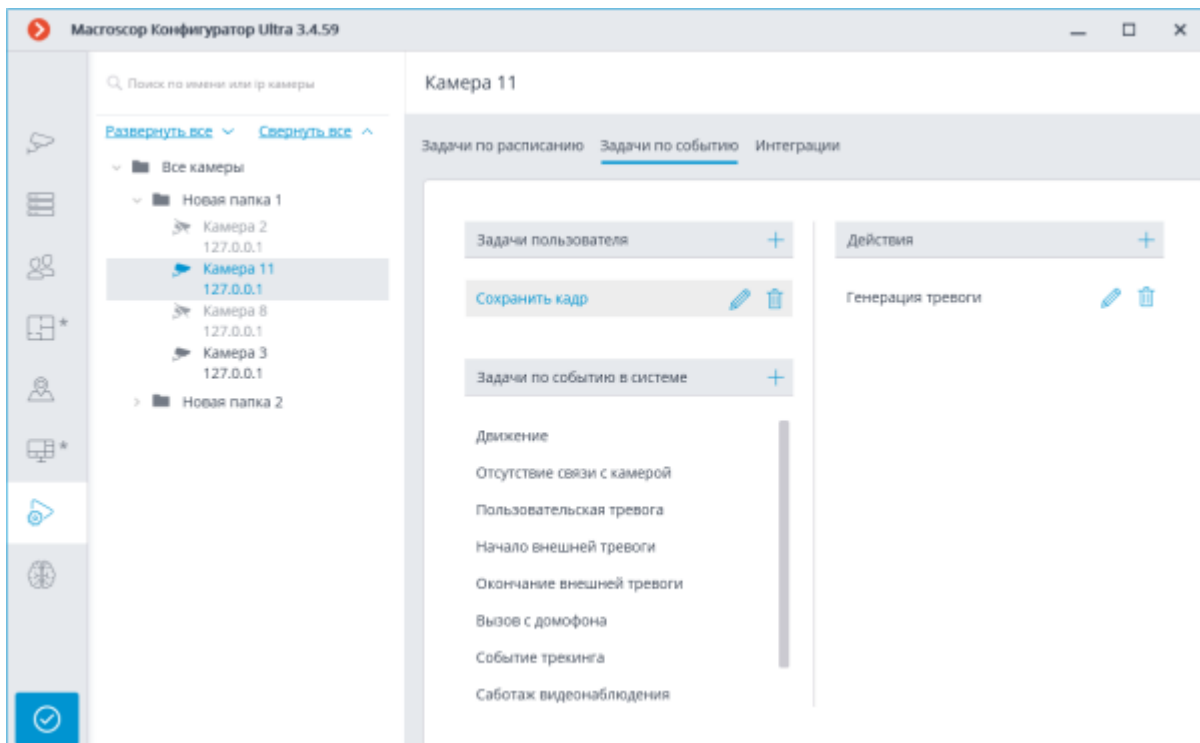 Macroscop Конфигуратор Ultra 3.4.59
Поиск по имени или ip камеры
Развернуть все Свернуть все
Все камеры
Новая папка 1
Камера 2
127.0.0.1
Камера 11
127.0.0.1
Камера 8
127.0.0.1
Камера 3
127.0.0.1
Новая папка 2
Камера 11
Задачи по расписанию Задачи по событию Интеграции
Задачи пользователя
Сохранить кадр
Задачи по событию в системе
Движение
Отсутствие связи с камерой
Пользовательская тревога
Начало внешней тревоги
Окончание внешней тревоги
Вызов с домофона
Событие трекинга
Саботаж видеонаблюдения
Действия
Генерация тревоги